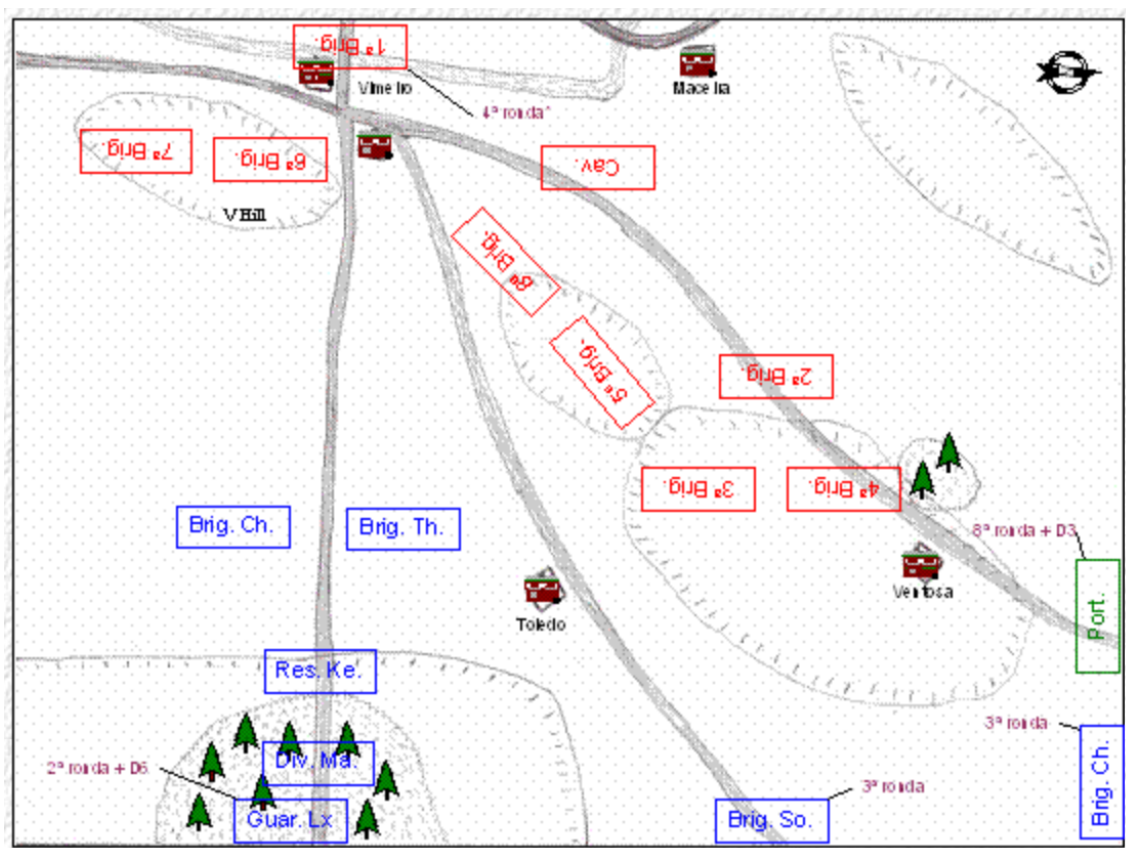 1ª Brig.
Vimeiro
Maceira
4ª ronda*
7ª Brig.
6ª Brig.
Cav.
V Hill
8ª Brig.
5ª Brig.
2ª Brig.
3ª Brig.
4ª Brig.
Brig. Ch.
Brig. Th.
8ª ronda + D3
Ventosa
Port.
Toledo
Res. Ke.
3ª ronda
Div. Ma.
2ª ronda + D6
3ª ronda
Brig. Ch.
Guar. Lx
Brig. So.